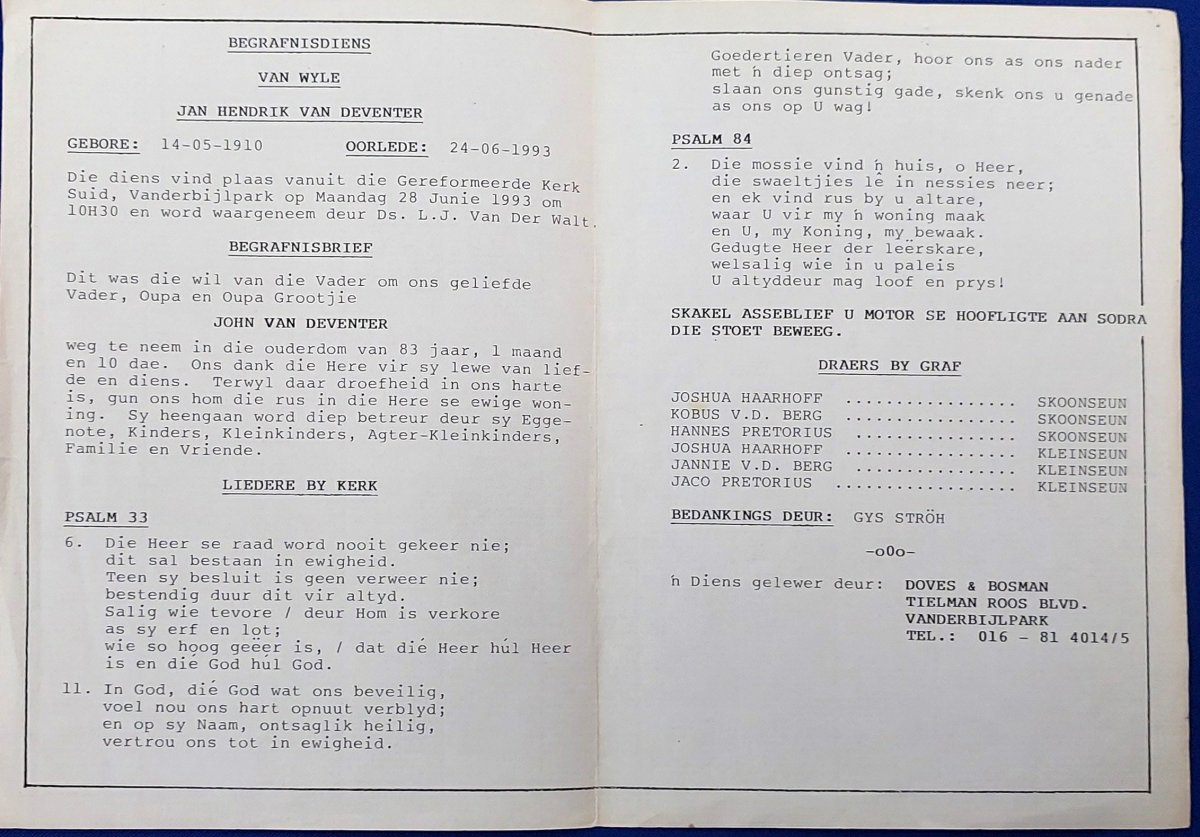 BEGRAFNISDIENS
VAN WYLE
JAN HENDRIK VAN DEVENTER
GEBORE: 14-05-1910 OORLEDE: 24-06-1993
Die diens vind plaas vanuit die Gereformeerde Kerk
Suid, Vanderbijlpark op Maandag 28 Junie 1993 om
10H30 en word waargeneem deur Ds. L.J. Van Der Walt.
BEGRAFNISBRIEF
Dit was die wil van die Vader om ons geliefde
Vader, Oupa en Oupa Grootjie
JOHN VAN DEVENTER
weg te neem in die ouderdom van 83 jaar, 1 maand
en 10 dae. Ons dank die Here vir sy lewe van lief-
de en diens. Terwyl daar droefheid in ons harte
is, gun ons hom die rus in die Here se ewige won-
ing. Sy heengaan word diep betreur deur sy Egge-
note, Kinders, Kleinkinders, Agter-Kleinkinders,
Familie en Vriende.
LIEDERE BY KERK
PSALM 33
6. Die Heer se raad word nooit gekeer nie;
dit sal bestaan in ewigheid.
Teen sy besluit is geen verweer nie;
bestendig duur dit vir altyd.
Salig wie tevore / deur Hom is verkore
as sy erf en lot;
wie so hoog geëer is, / dat dié Heer húl Heer
is en dié God húl God.
11. In God, dié God wat ons beveilig,
voel nou ons hart opnuut verblyd;
en op sy Naam, ontsaglik heilig,
vertrou ons tot in ewigheid.
Goedertieren Vader, hoor ons as ons nader
met 'n diep ontsag;
slaan ons gunstig gade, skenk ons u genade
as ons op U wag!
PSALM 84
2. Die mossie vind 'n huis, o Heer,
die swaeltjies lê in nessies neer;
en ek vind rus by u altare,
waar U vir my 'n woning maak
en U, my Koning, my bewaak.
Gedugte Heer der leërskare,
welsalig wie in u paleis
U altyddeur mag loof en prys!
SKAKEL ASSEBLIEF U MOTOR SE HOOFLIGTE AAN SODRA
DIE STOET BEWEEG.
DRAERS BY GRAF
JOSHUA HAARHOFF ................. SKOONSEUN
KOBUS V.D. BERG ................. SKOONSEUN
HANNES PRETORIUS ................ SKOONSEUN
JOSHUA HAARHOFF ................. KLEINSEUN
JANNIE V.D. BERG ................ KLEINSEUN
JACO PRETORIUS .................. KLEINSEUN
BEDANKINGS DEUR: GYS STRÖH
-oOo-
'n Diens gelewer deur: DOVES & BOSMAN
TIELMAN ROOS BLVD.
VANDERBIJLPARK
TEL.: 016 - 81 4014/5